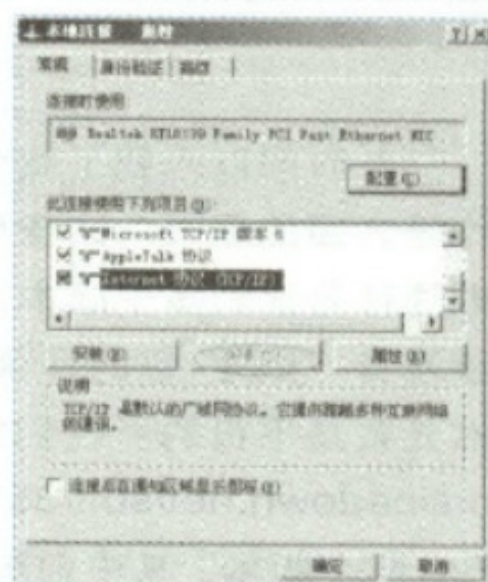 本地连接 属性
常规 身份验证 高级
连接时使用:
Realtek RTL8139 Family PCI Fast Ethernet NIC
配置(C)...
此连接使用下列项目(O):
Microsoft TCP/IP 版本 6
AppleTalk 协议
Internet 协议 (TCP/IP)
安装(N)... 属性(R)
说明
TCP/IP 是默认的广域网协议。它提供跨越多种互联网络
的通讯。
连接后在通知区域显示图标(W)
确定 取消